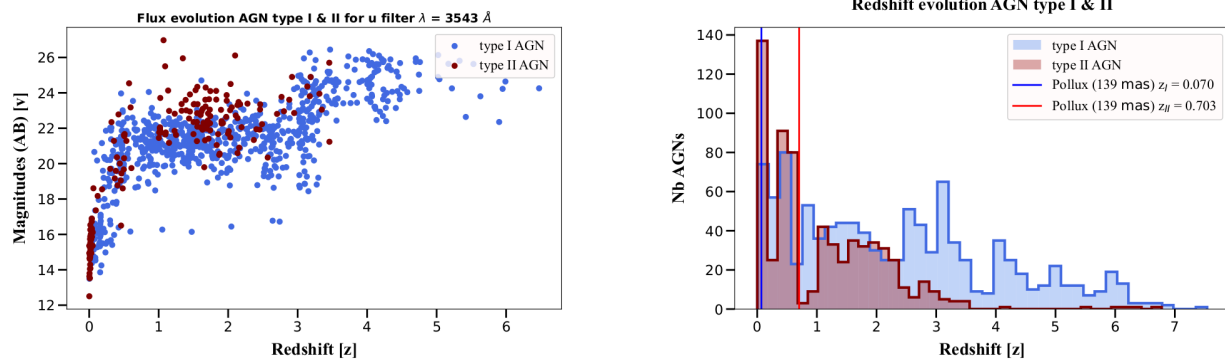 Flux evolution AGN type I & II for u filter λ = 3543 Å
type I AGN
type II AGN
Magnitudes (AB) [v]
26
24
22
20
18
16
14
12
0 1 2 3 4 5 6
Redshift [z]
Redshift evolution AGN type I & II
type I AGN
type II AGN
Pollux (139 mas) z_I = 0.070
Pollux (139 mas) z_II = 0.703
Nb AGNs
140
120
100
80
60
40
20
0
0 1 2 3 4 5 6 7
Redshift [z]